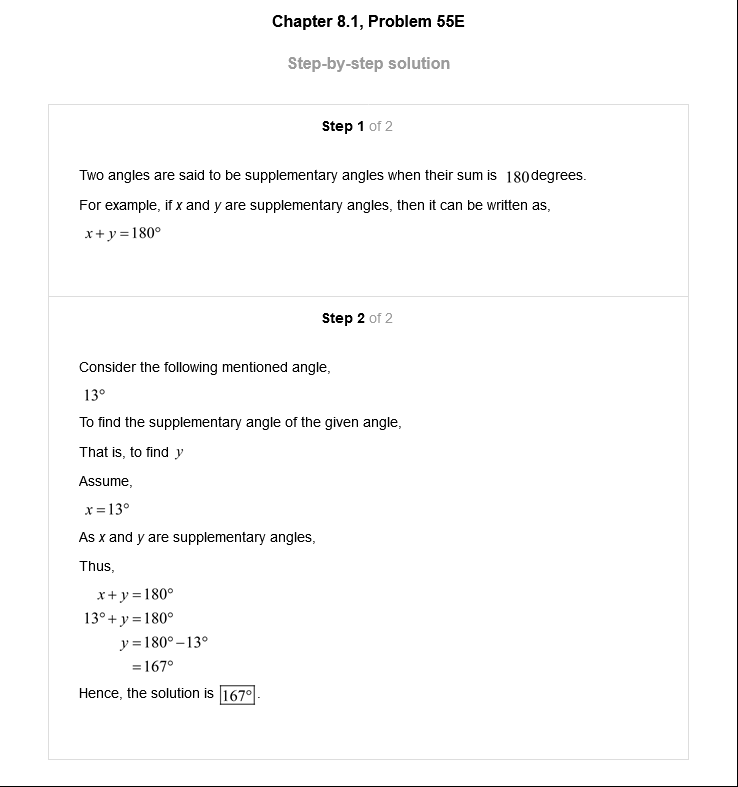 Chapter 8.1, Problem 55E
Step-by-step solution
Step 1 of 2
Two angles are said to be supplementary angles when their sum is 180 degrees.
For example, if x and y are supplementary angles, then it can be written as,
x + y = 180°
Step 2 of 2
Consider the following mentioned angle,
13°
To find the supplementary angle of the given angle,
That is, to find y
Assume,
x = 13°
As x and y are supplementary angles,
Thus,
x + y = 180°
13° + y = 180°
y = 180° − 13°
= 167°
Hence, the solution is 167°.